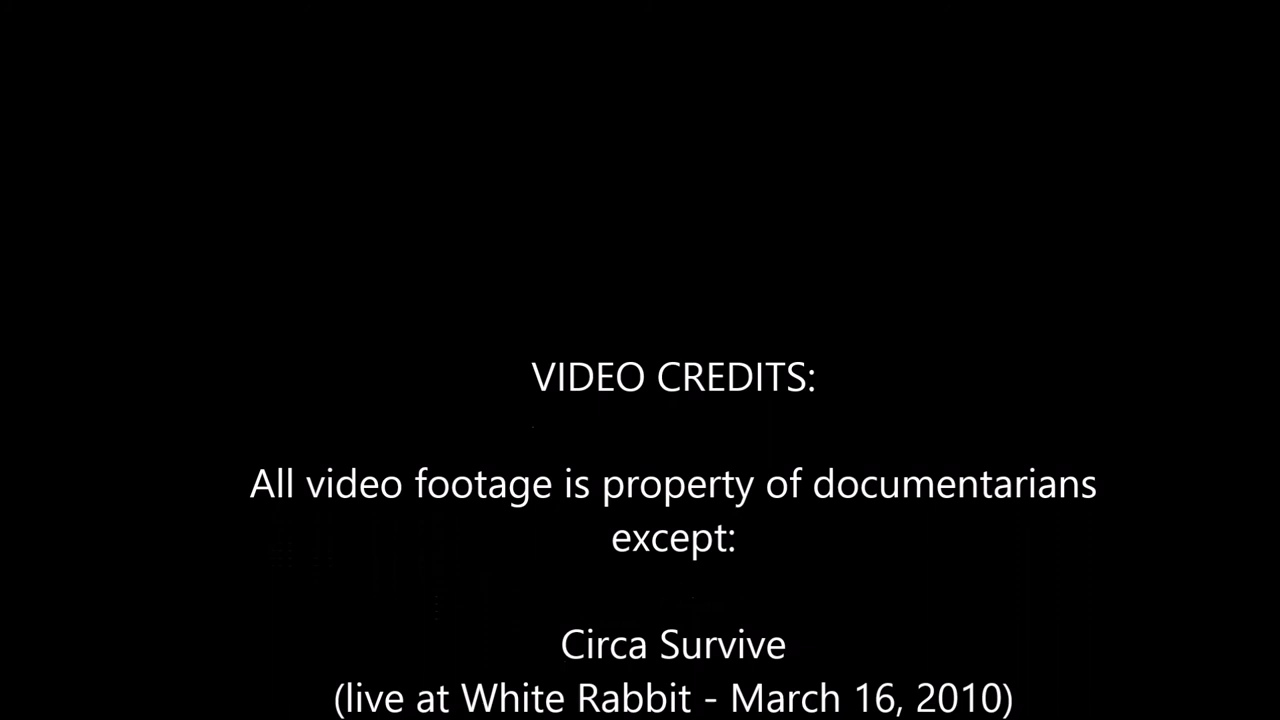 VIDEO CREDITS:
All video footage is property of documentarians
except:
Circa Survive
(live at White Rabbit - March 16, 2010)